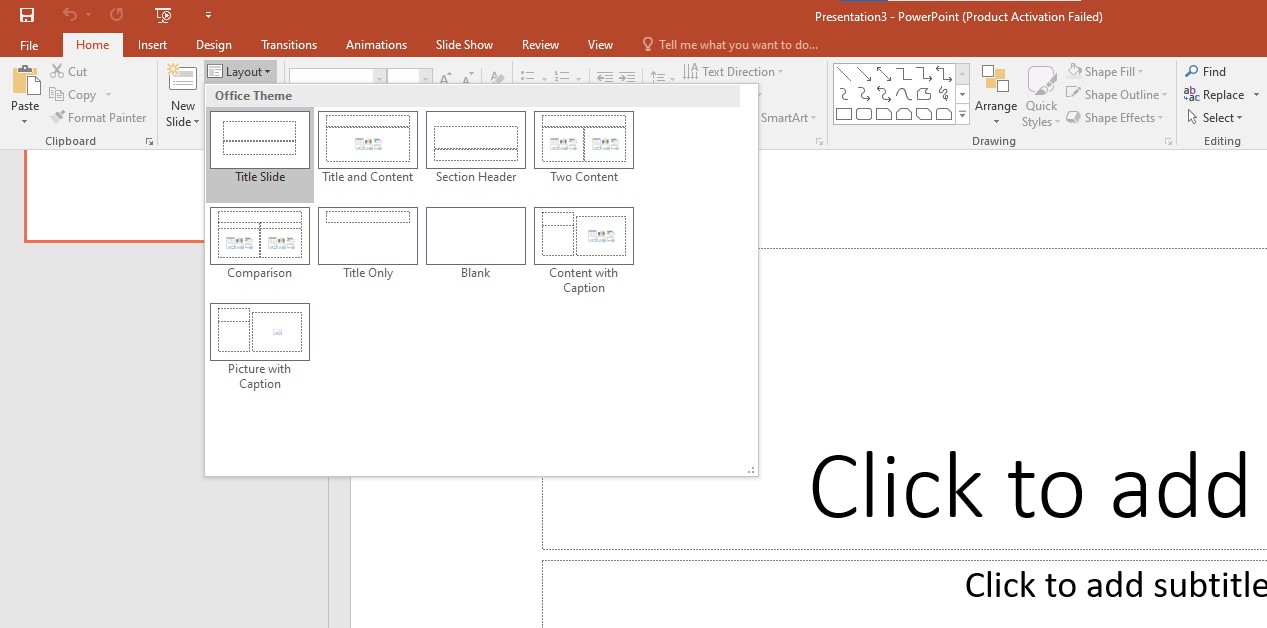 Presentation3 - PowerPoint (Product Activation Failed)
File Home Insert Design Transitions Animations Slide Show Review View Tell me what you want to do...
Paste
Cut
Copy
Format Painter
Clipboard
New
Slide
Layout
Text Direction
SmartArt
Arrange
Quick
Styles
Shape Fill
Shape Outline
Shape Effects
Drawing
Find
Replace
Select
Editing
Office Theme
Title Slide
Title and Content
Section Header
Two Content
Comparison
Title Only
Blank
Content with
Caption
Picture with
Caption
Click to add
Click to add subtitle